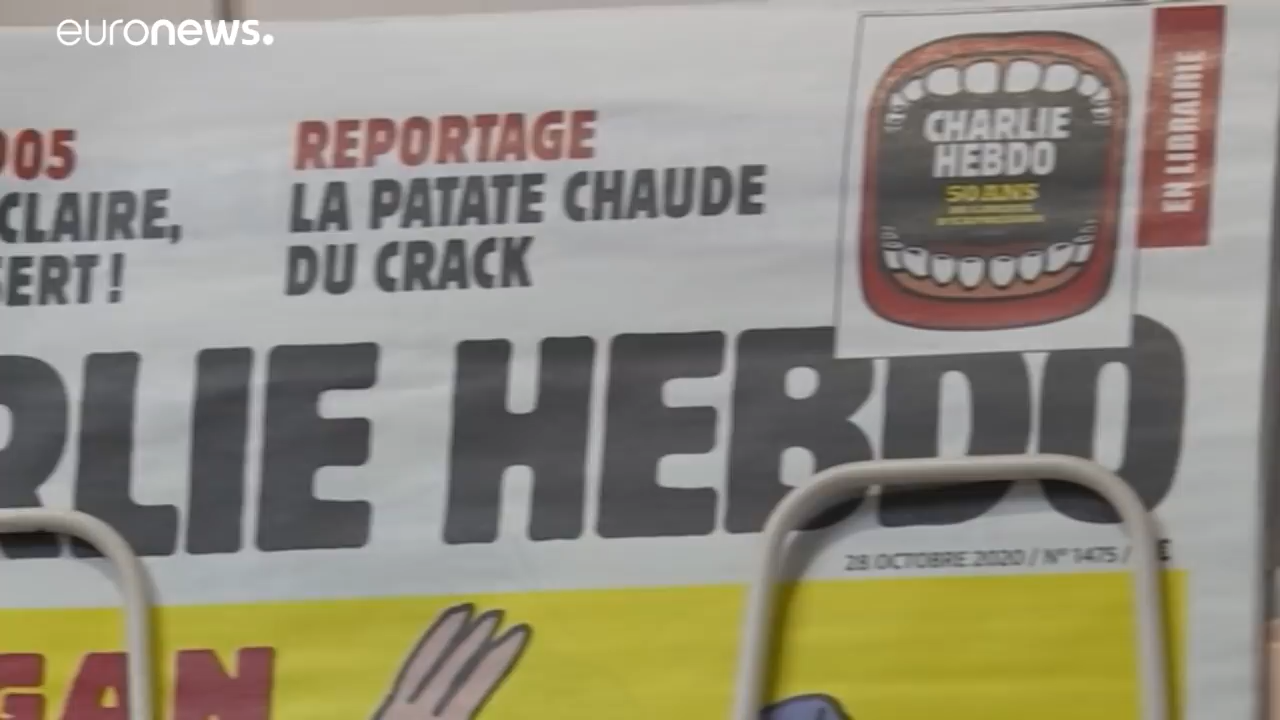 euronews.
905
CLAIRE,
SERT !
REPORTAGE
LA PATATE CHAUDE
DU CRACK
CHARLIE
HEBDO
50 ANS
EN LIBRAIRIE
RLIE HEBDO
28 OCTOBRE 2020 / N° 1475 /
GAN